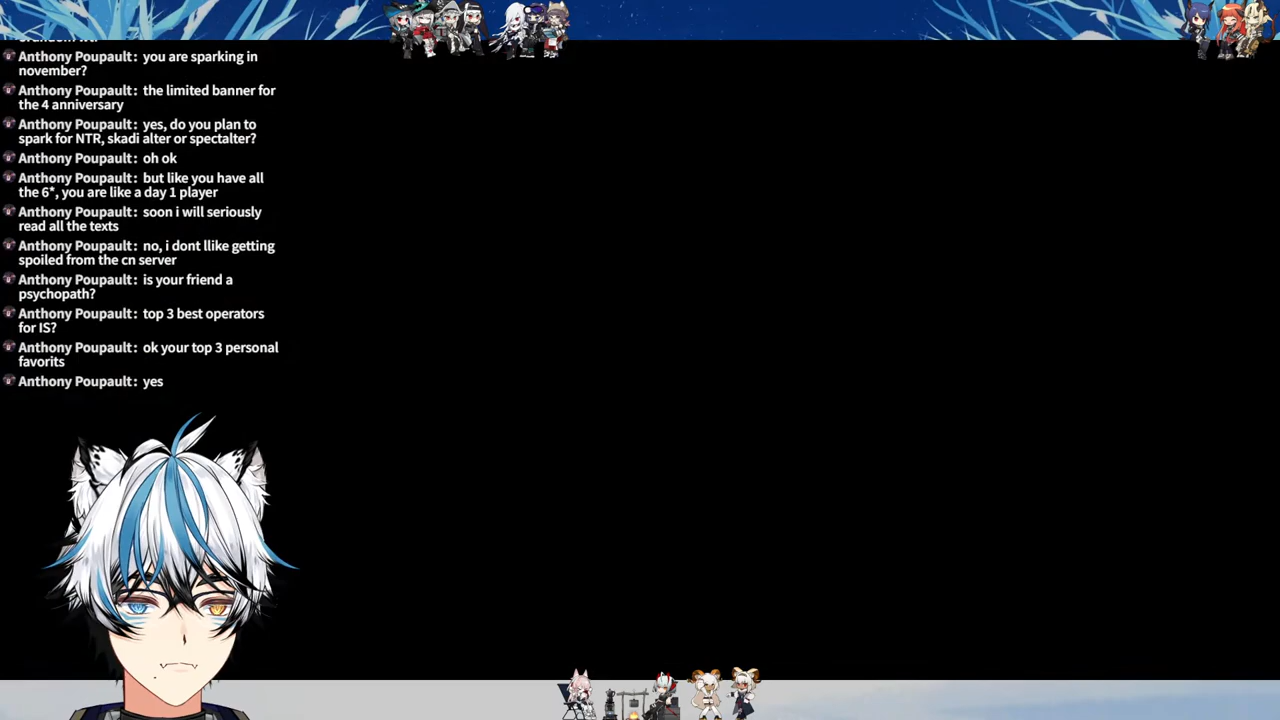 Anthony Poupault: you are sparking in
november?
Anthony Poupault: the limited banner for
the 4 anniversary
Anthony Poupault: yes, do you plan to
spark for NTR, skadi alter or spectalter?
Anthony Poupault: oh ok
Anthony Poupault: but like you have all
the 6*, you are like a day 1 player
Anthony Poupault: soon i will seriously
read all the texts
Anthony Poupault: no, i dont llike getting
spoiled from the cn server
Anthony Poupault: is your friend a
psychopath?
Anthony Poupault: top 3 best operators
for IS?
Anthony Poupault: ok your top 3 personal
favorits
Anthony Poupault: yes